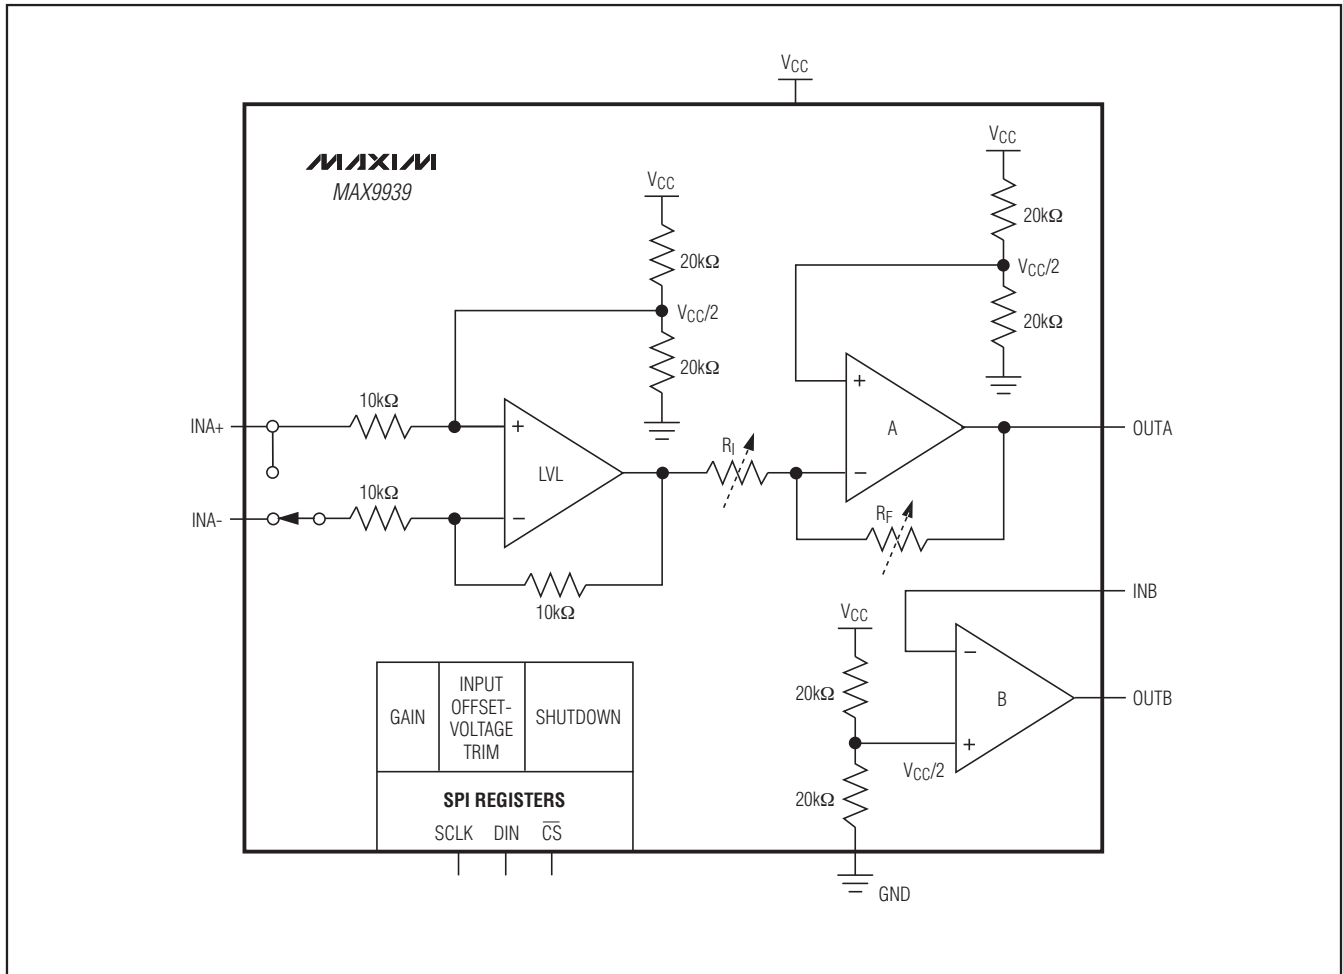 VCC
MAXIM
MAX9939
VCC
20kΩ
VCC/2
20kΩ
VCC
20kΩ
VCC/2
20kΩ
INA+
10kΩ
+
LVL
−
INA-
10kΩ
10kΩ
RI
+
A
−
RF
OUTA
INB
VCC
20kΩ
VCC/2
20kΩ
−
B
+
OUTB
GND
GAIN
INPUT
OFFSET-
VOLTAGE
TRIM
SHUTDOWN
SPI REGISTERS
SCLK DIN C̅S̅